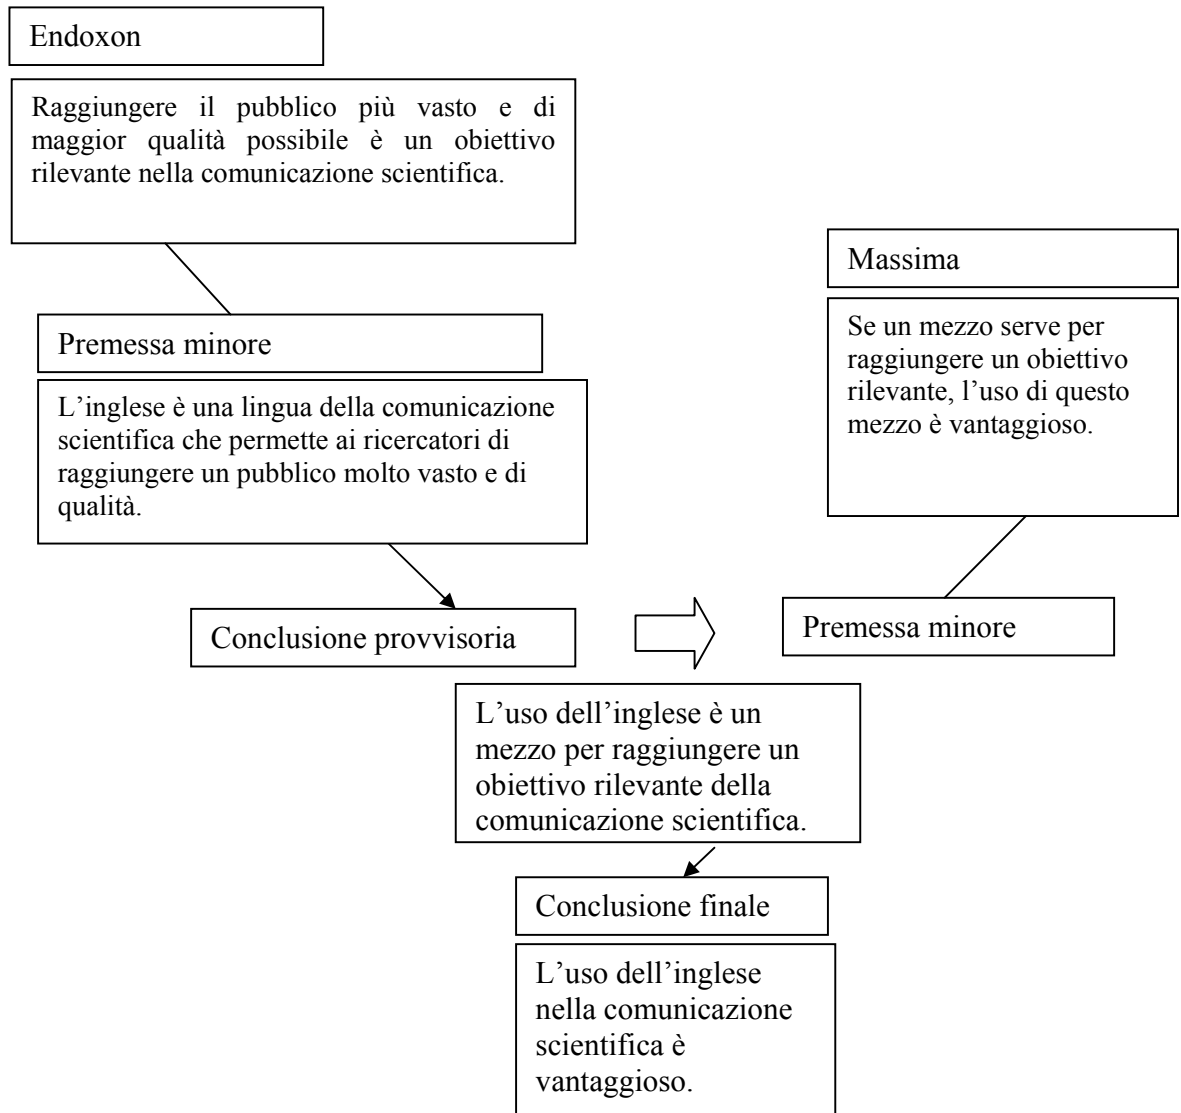 Endoxon
Raggiungere il pubblico più vasto e di
maggior qualità possibile è un obiettivo
rilevante nella comunicazione scientifica.
Massima
Se un mezzo serve per
raggiungere un obiettivo
rilevante, l’uso di questo
mezzo è vantaggioso.
Premessa minore
L’inglese è una lingua della comunicazione
scientifica che permette ai ricercatori di
raggiungere un pubblico molto vasto e di
qualità.
Conclusione provvisoria
Premessa minore
L’uso dell’inglese è un
mezzo per raggiungere un
obiettivo rilevante della
comunicazione scientifica.
Conclusione finale
L’uso dell’inglese
nella comunicazione
scientifica è
vantaggioso.